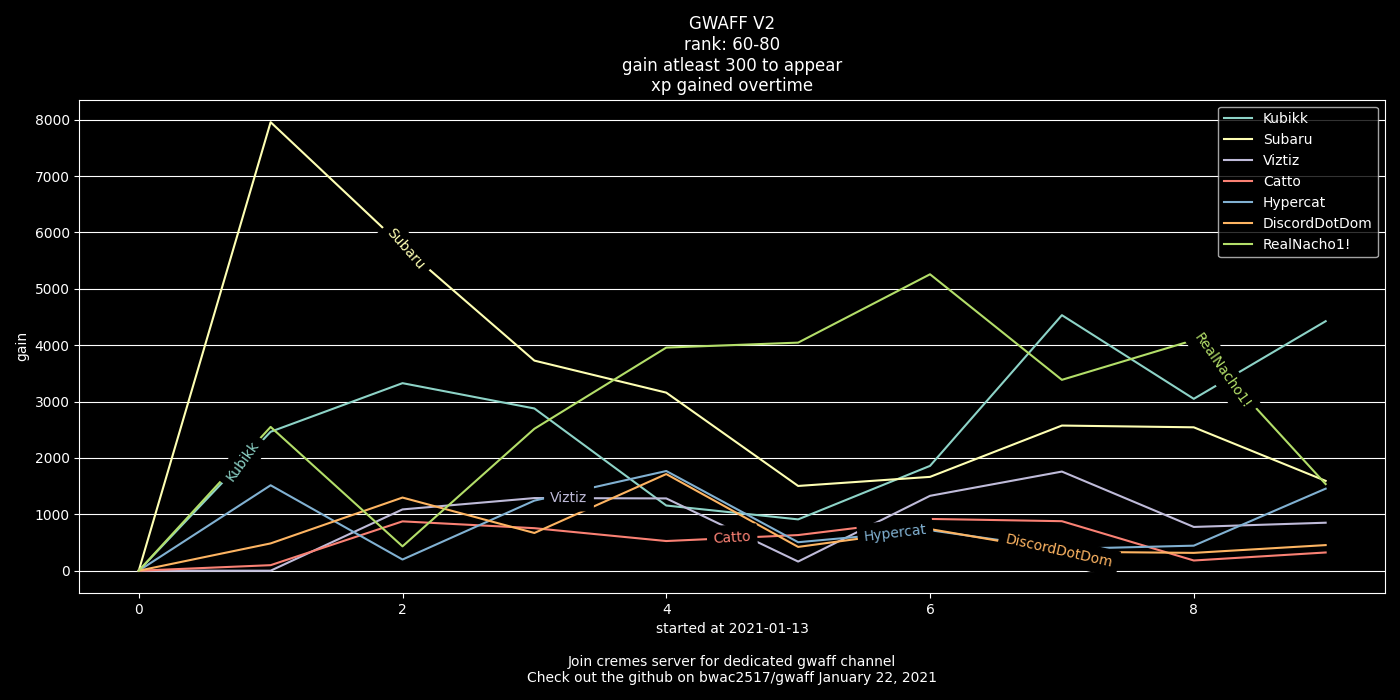 GWAFF V2
rank: 60-80
gain atleast 300 to appear
xp gained overtime
8000
7000
6000
5000
4000
3000
2000
1000
0
gain
Kubikk
Subaru
Viztiz
Catto
Hypercat
DiscordDotDom
RealNacho1!
Kubikk
Subaru
Viztiz
Catto
Hypercat
DiscordDotDom
RealNacho1!
0 2 4 6 8
started at 2021-01-13
Join cremes server for dedicated gwaff channel
Check out the github on bwac2517/gwaff January 22, 2021